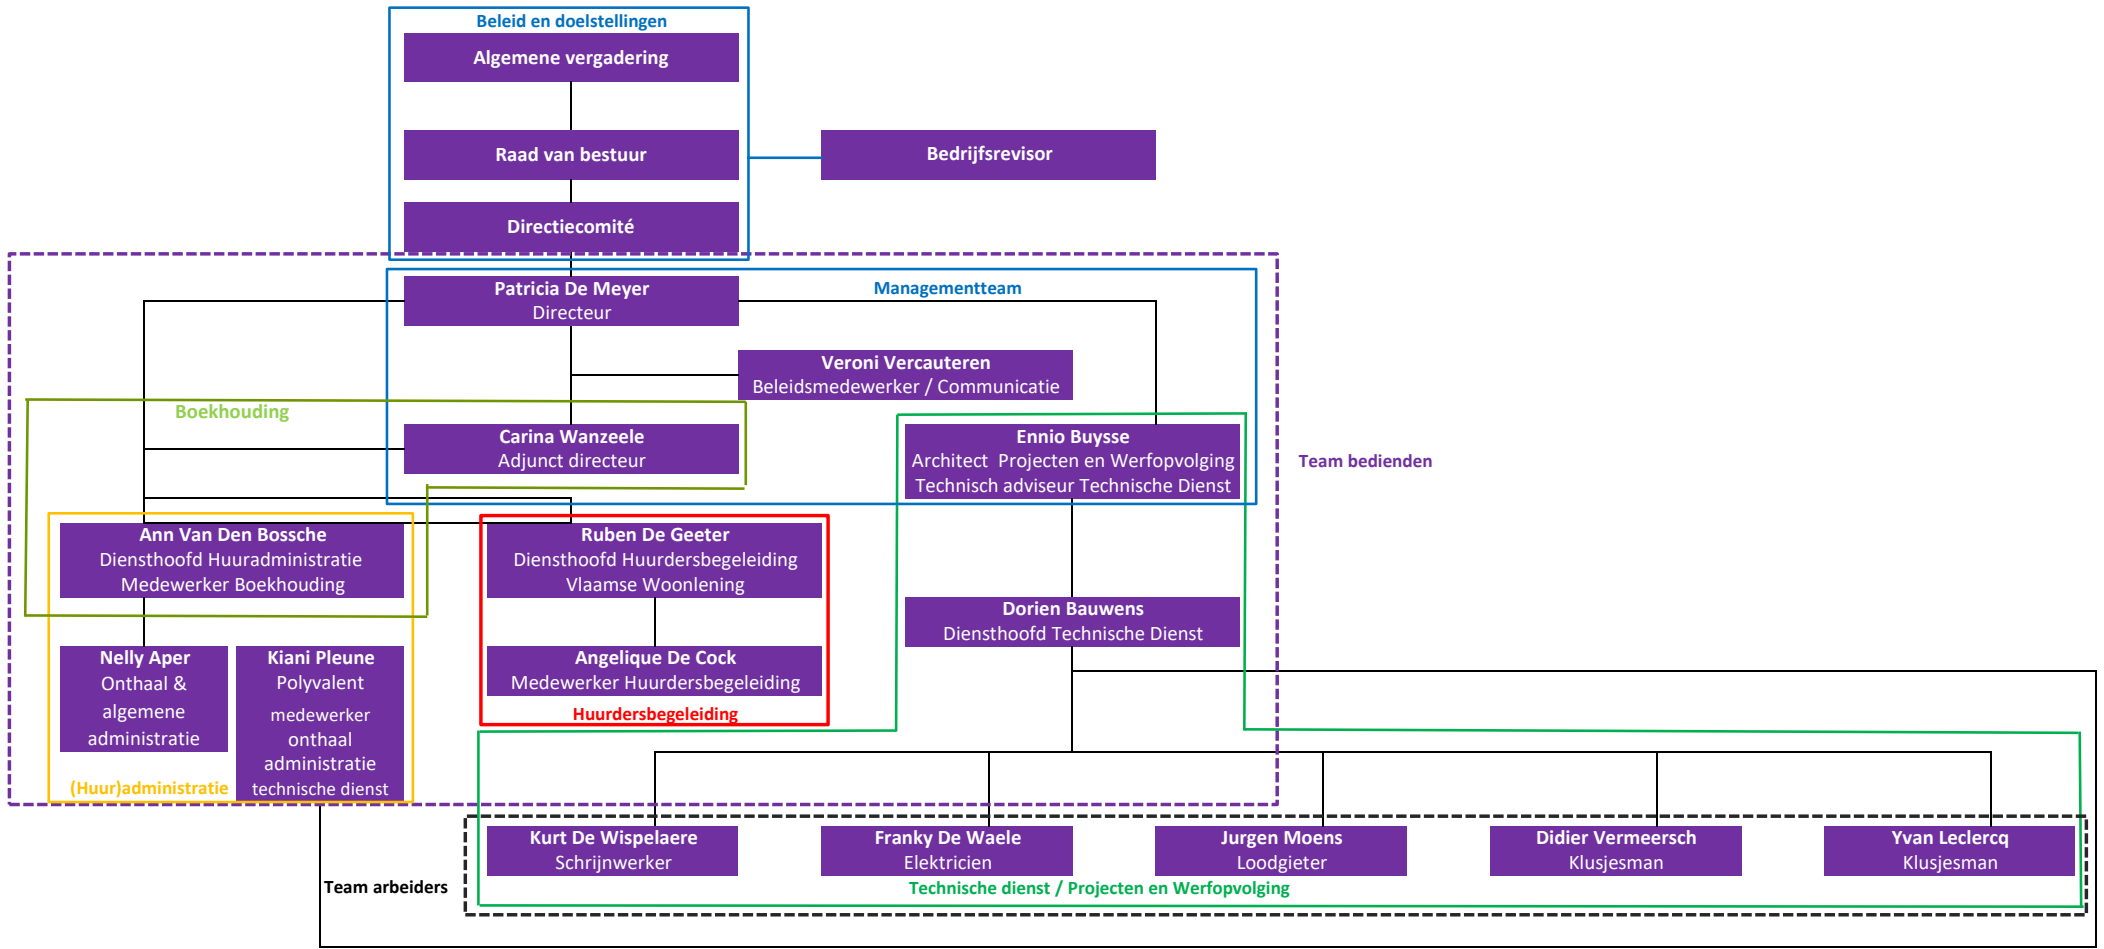 Beleid en doelstellingen
Algemene vergadering
Raad van bestuur
Bedrijfsrevisor
Directiecomité
Patricia De Meyer
Directeur
Managementteam
Veroni Vercauteren
Beleidsmedewerker / Communicatie
Boekhouding
Carina Wanzeele
Adjunct directeur
Ennio Buysse
Architect  Projecten en Werfopvolging
Technisch adviseur Technische Dienst
Team bedienden
Ann Van Den Bossche
Diensthoofd Huuradministratie
Medewerker Boekhouding
Ruben De Geeter
Diensthoofd Huurdersbegeleiding
Vlaamse Woonlening
Dorien Bauwens
Diensthoofd Technische Dienst
Nelly Aper
Onthaal &
algemene
administratie
Kiani Pleune
Polyvalent
medewerker
onthaal
administratie
technische dienst
Angelique De Cock
Medewerker Huurdersbegeleiding
Huurdersbegeleiding
(Huur)administratie
Kurt De Wispelaere
Schrijnwerker
Franky De Waele
Elektricien
Jurgen Moens
Loodgieter
Didier Vermeersch
Klusjesman
Yvan Leclercq
Klusjesman
Team arbeiders
Technische dienst / Projecten en Werfopvolging